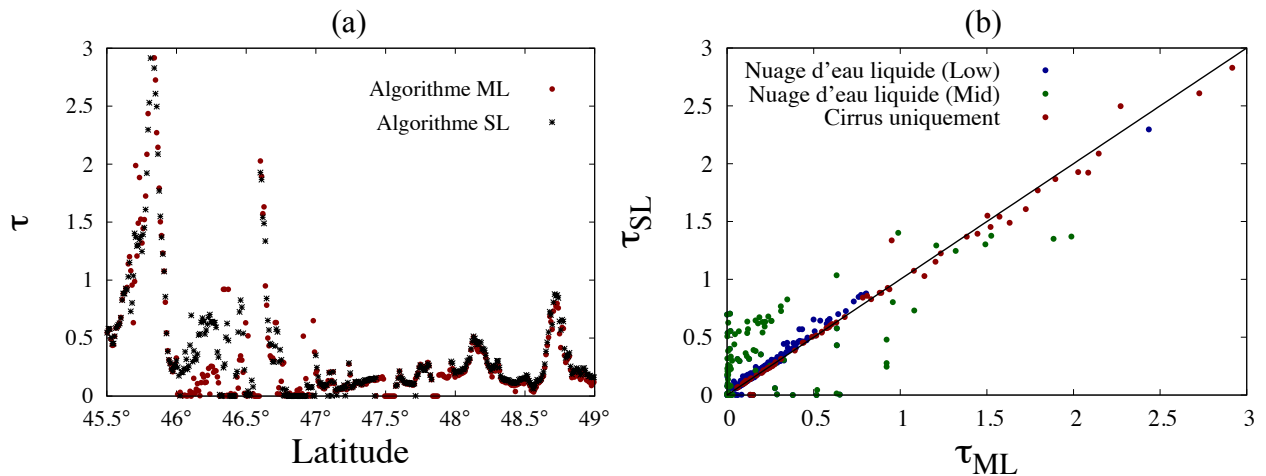 (a)
3
2.5
2
1.5
1
0.5
0
τ
Algorithme ML
Algorithme SL
45.5 46 46.5 47 47.5 48 48.5 49
Latitude
(b)
3
2.5
2
1.5
1
0.5
0
τSL
Nuage d'eau liquide (Low)
Nuage d'eau liquide (Mid)
Cirrus uniquement
0 0.5 1 1.5 2 2.5 3
τML